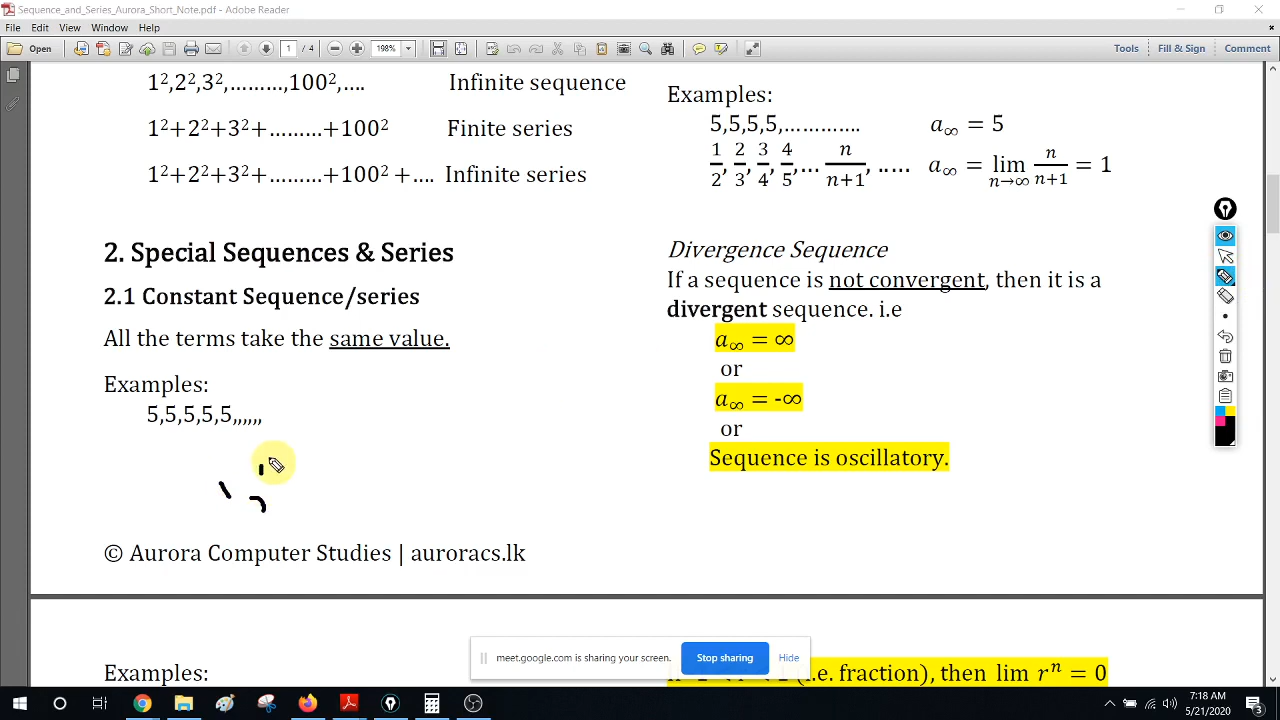 Sequence_and_Series_Aurora_Short_Note.pdf - Adobe Reader
File Edit View Window Help
Open 1 / 4 198% Tools Fill & Sign Comment
1²,2²,3²,………,100²,…. Infinite sequence
1²+2²+3²+………+100² Finite series
1²+2²+3²+………+100² +…. Infinite series
2. Special Sequences & Series
2.1 Constant Sequence/series
All the terms take the same value.
Examples:
5,5,5,5,5,,,,,,
© Aurora Computer Studies | auroracs.lk
Examples:
Examples:
5,5,5,5,…………. a∞ = 5
1/2, 2/3, 3/4, 4/5,… n/n+1, ….. a∞ = lim n→∞ n/n+1 = 1
Divergence Sequence
If a sequence is not convergent, then it is a
divergent sequence. i.e
a∞ = ∞
or
a∞ = -∞
or
Sequence is oscillatory.
(i.e. fraction), then lim rⁿ = 0
meet.google.com is sharing your screen. Stop sharing Hide
7:18 AM
5/21/2020
3